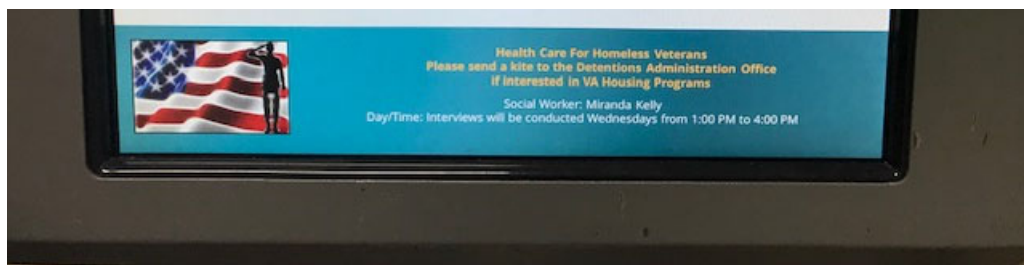 Health Care For Homeless Veterans
Please send a kite to the Detentions Administration Office
if interested in VA Housing Programs
Social Worker: Miranda Kelly
Day/Time: Interviews will be conducted Wednesdays from 1:00 PM to 4:00 PM